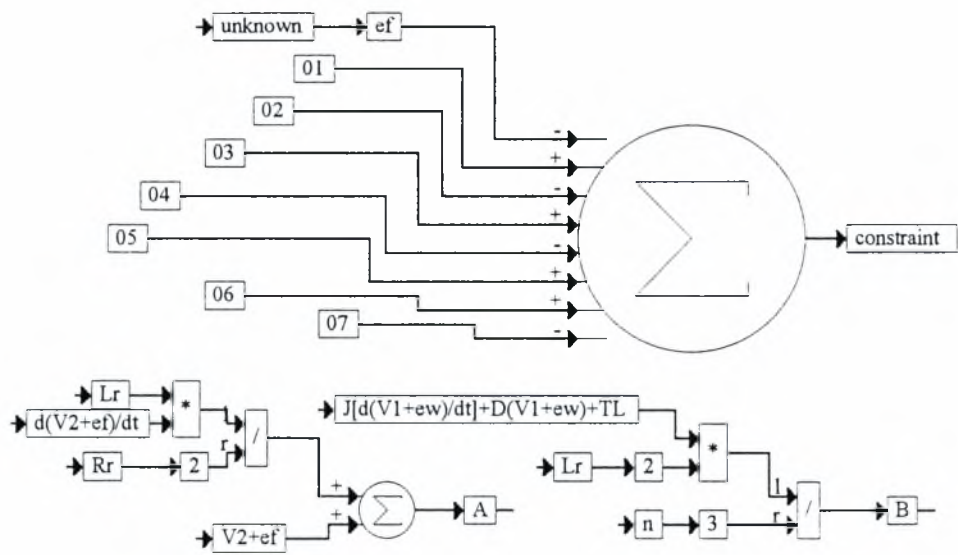 unknown
ef
01
02
03
04
05
06
07
-
+
-
+
-
+
+
-
constraint
Lr
d(V2+ef)/dt
*
/
r
Rr
2
V2+ef
+
+
A
J[d(V1+ew)/dt]+D(V1+ew)+TL
*
Lr
2
l
/
r
n
3
B